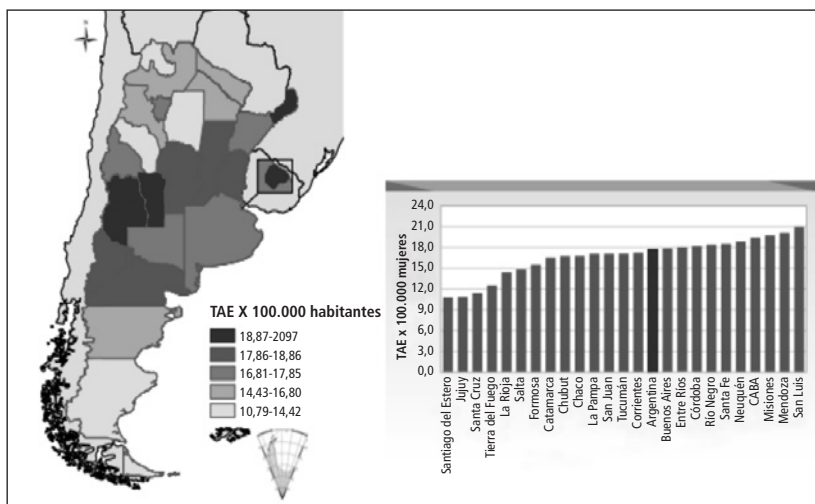 TAE X 100.000 habitantes
18,87-2097
17,86-18,86
16,81-17,85
14,43-16,80
10,79-14,42
TAE x 100.000 mujeres
24,0
21,0
18,0
15,0
12,0
9,0
6,0
3,0
0,0
Santiago del Estero
Jujuy
Santa Cruz
Tierra del Fuego
La Rioja
Salta
Formosa
Catamarca
Chubut
Chaco
La Pampa
San Juan
Tucumán
Corrientes
Argentina
Buenos Aires
Entre Ríos
Córdoba
Río Negro
Santa Fe
Neuquén
CABA
Misiones
Mendoza
San Luis